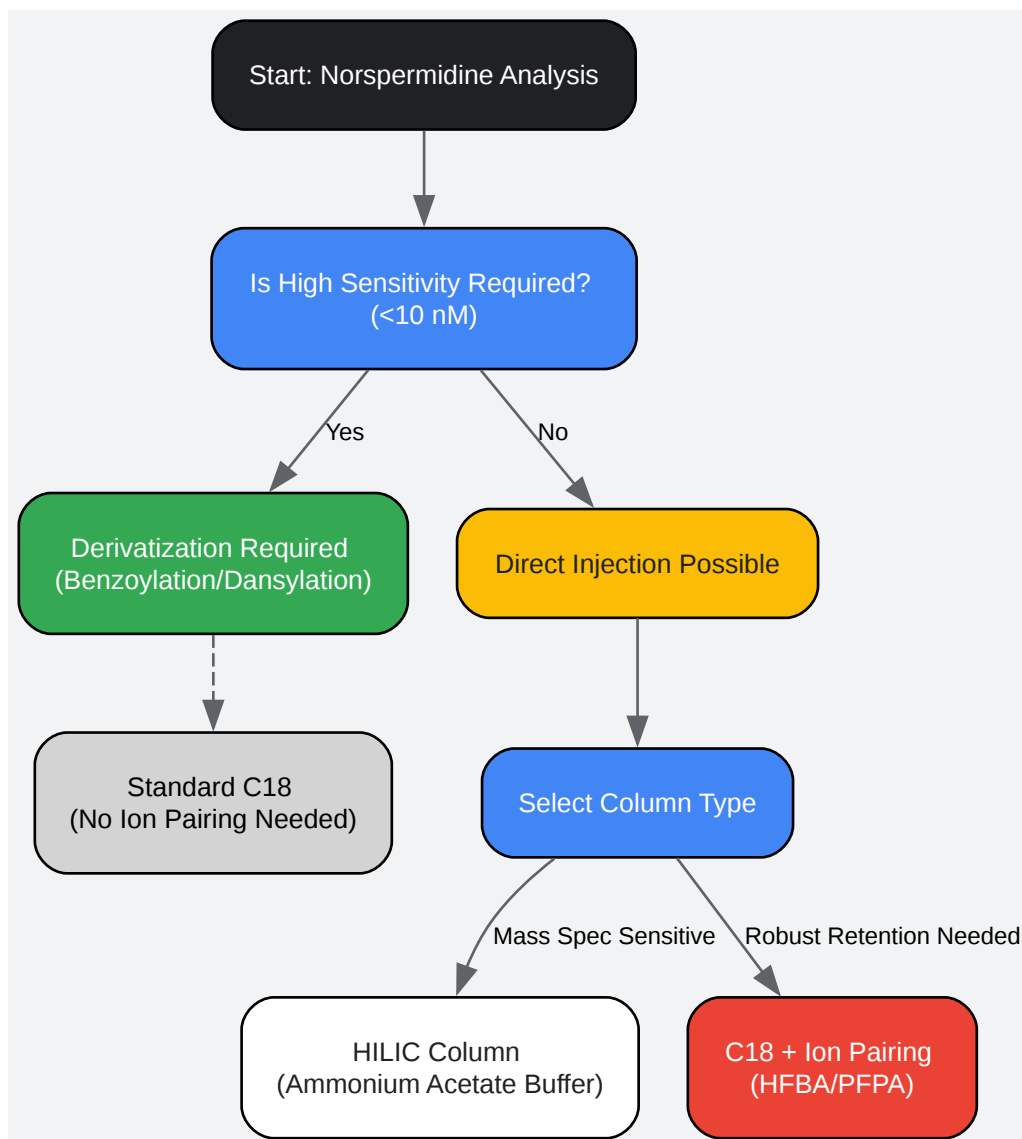 Start: Norspermidine Analysis
Is High Sensitivity Required?
(<10 nM)
Yes
No
Derivatization Required
(Benzoylation/Dansylation)
Direct Injection Possible
Standard C18
(No Ion Pairing Needed)
Select Column Type
Mass Spec Sensitive
Robust Retention Needed
HILIC Column
(Ammonium Acetate Buffer)
C18 + Ion Pairing
(HFBA/PFPA)